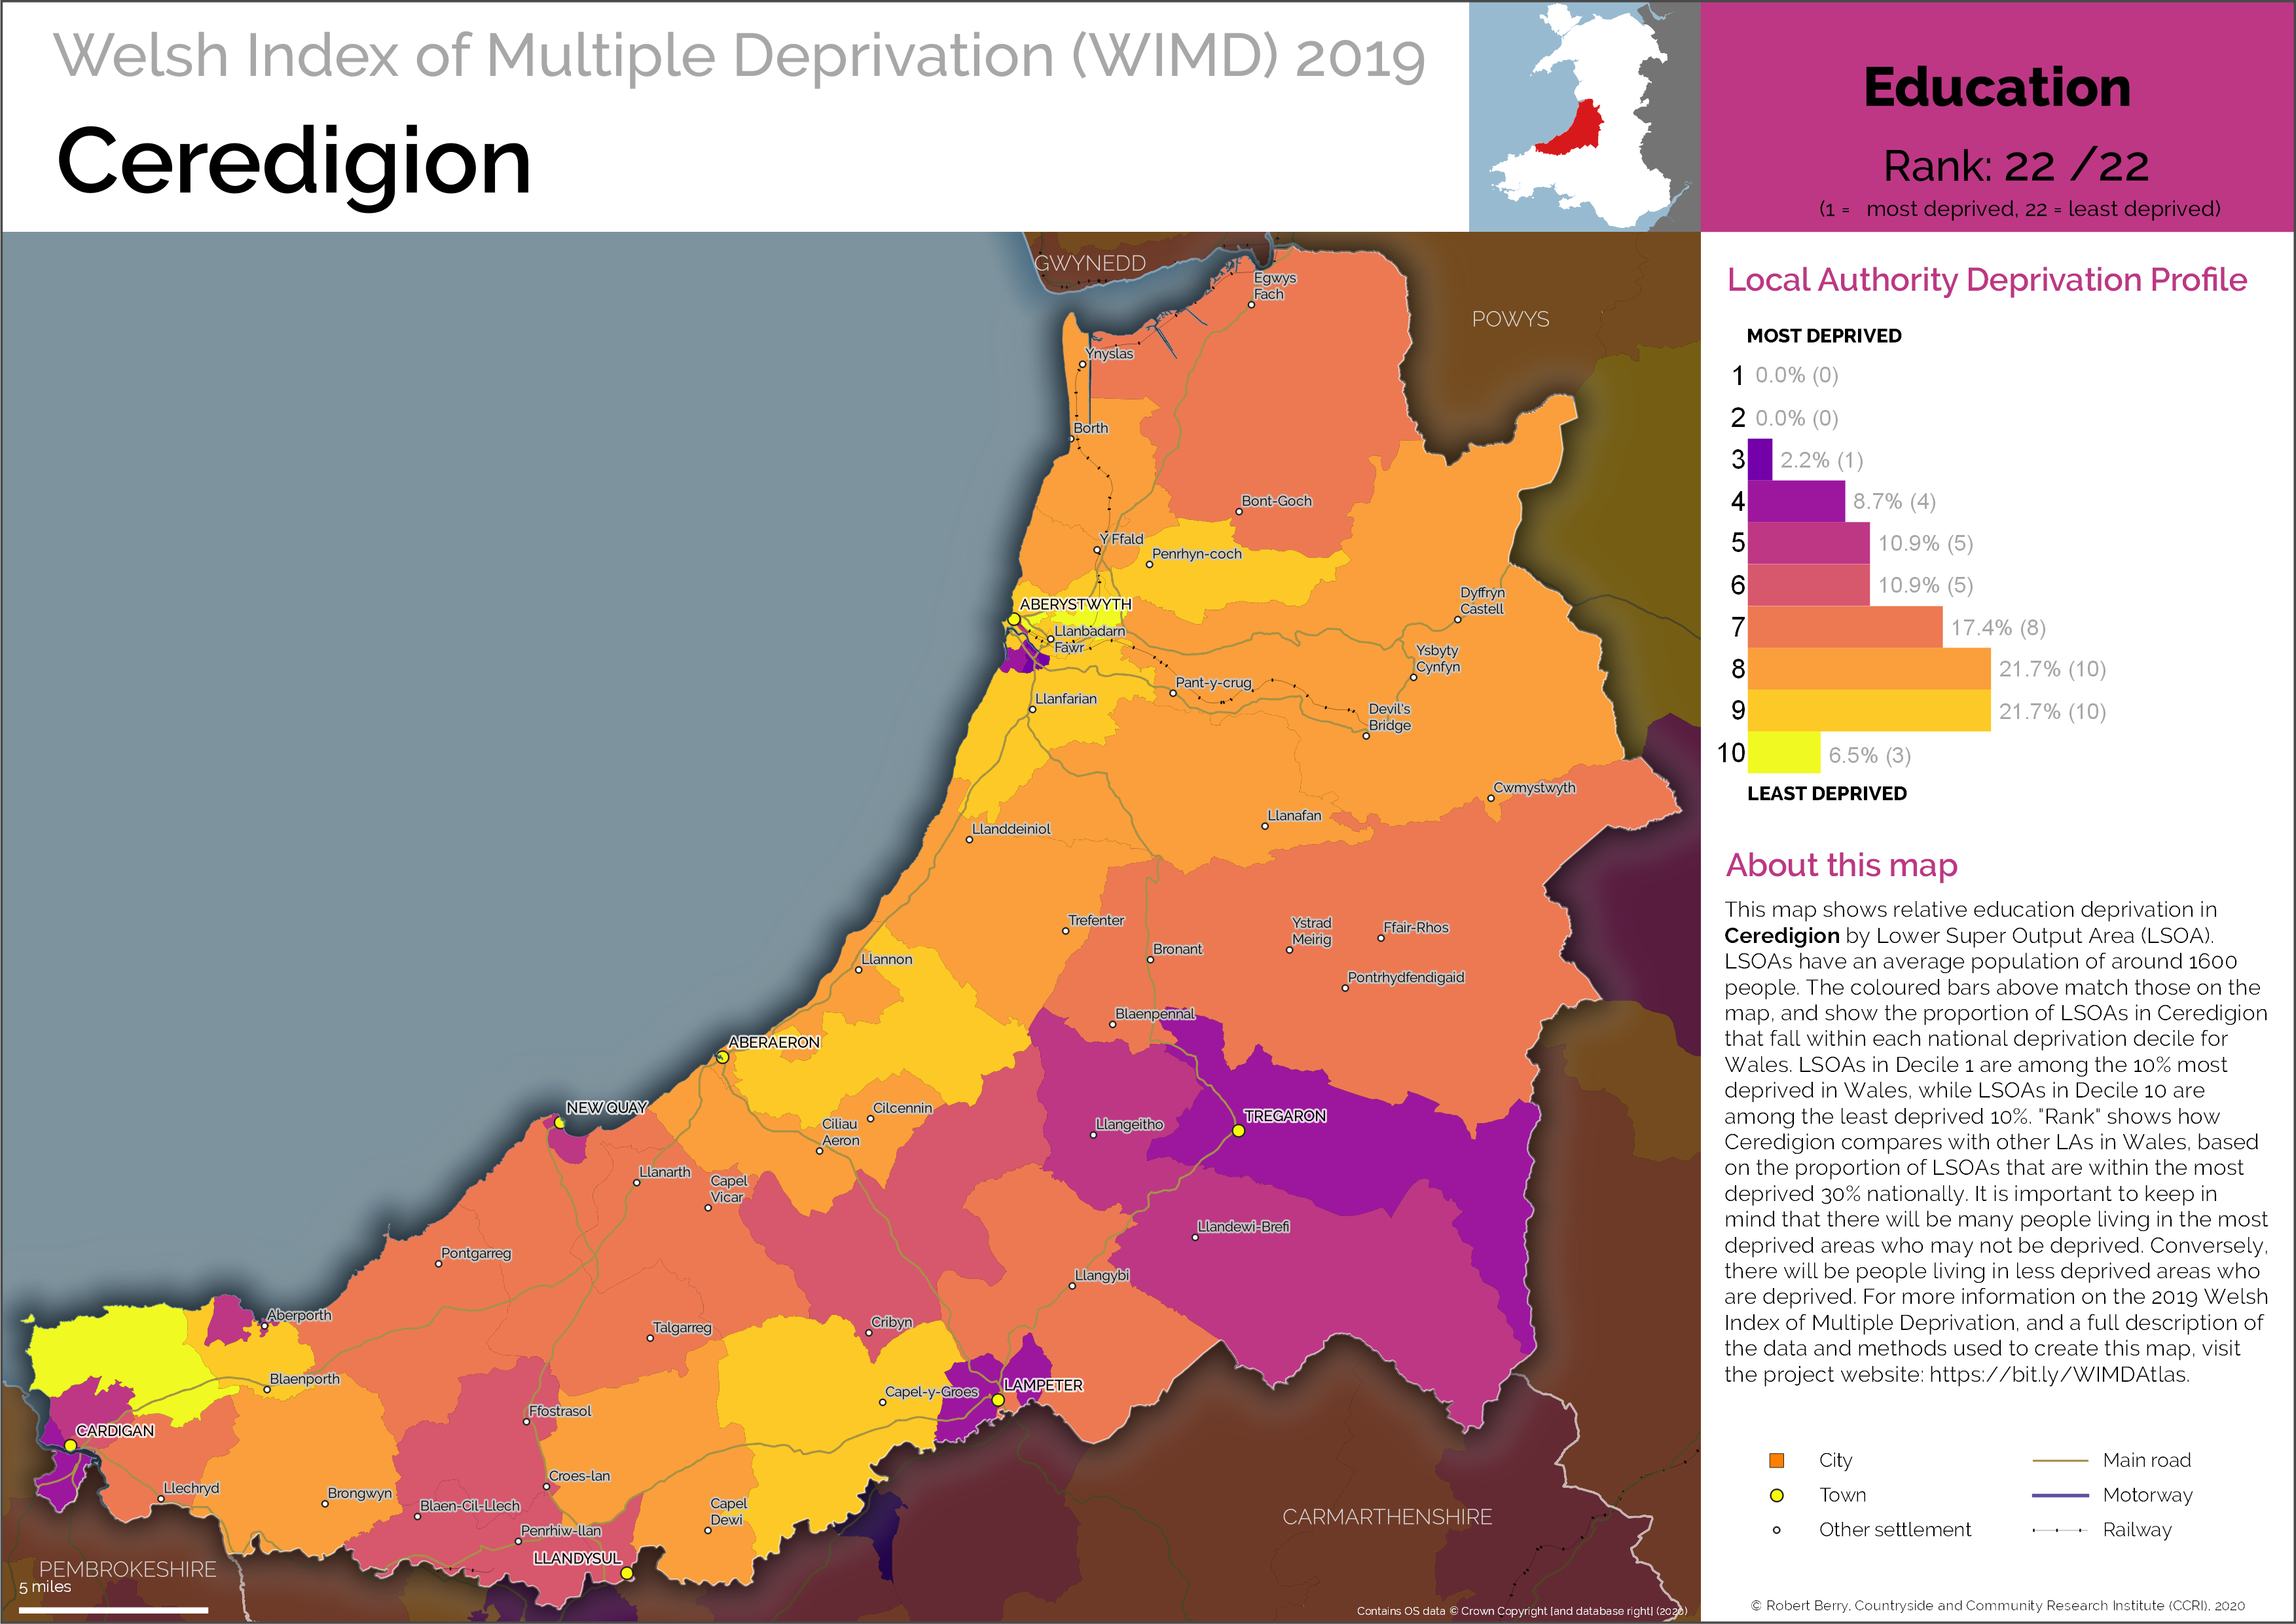 Welsh Index of Multiple Deprivation (WIMD) 2019
Ceredigion
Education
Rank: 22 /22
(1 = most deprived, 22 = least deprived)
GWYNEDD
Egwys
Fach
POWYS
Ynyslas
Borth
Bont-Goch
Y Ffald
Penrhyn-coch
ABERYSTWYTH
Dyffryn
Castell
Llanbadarn
Fawr
Ysbyty
Cynfyn
Pant-y-crug
Llanfarian
Devil's
Bridge
Cwmystwyth
Llanafan
Llanddeiniol
Trefenter
Ystrad
Meirig
Ffair-Rhos
Bronant
Llannon
Pontrhydfendigaid
Blaenpennal
ABERAERON
NEW QUAY
Cilcennin
Ciliau
Aeron
Llangeitho
TREGARON
Llanarth
Capel
Vicar
Llandewi-Brefi
Pontgarreg
Llangybi
Aberporth
Talgarreg
Cribyn
Blaenporth
Capel-y-Groes
LAMPETER
Ffostrasol
CARDIGAN
Croes-lan
Llechryd
Brongwyn
Blaen-Cil-Llech
Capel
Dewi
Penrhiw-llan
CARMARTHENSHIRE
LLANDYSUL
PEMBROKESHIRE
5 miles
Contains OS data © Crown Copyright [and database right] (2020)
Local Authority Deprivation Profile
MOST DEPRIVED
1 0.0% (0)
2 0.0% (0)
3 2.2% (1)
4 8.7% (4)
5 10.9% (5)
6 10.9% (5)
7 17.4% (8)
8 21.7% (10)
9 21.7% (10)
10 6.5% (3)
LEAST DEPRIVED
About this map
This map shows relative education deprivation in
Ceredigion by Lower Super Output Area (LSOA).
LSOAs have an average population of around 1600
people. The coloured bars above match those on the
map, and show the proportion of LSOAs in Ceredigion
that fall within each national deprivation decile for
Wales. LSOAs in Decile 1 are among the 10% most
deprived in Wales, while LSOAs in Decile 10 are
among the least deprived 10%. "Rank" shows how
Ceredigion compares with other LAs in Wales, based
on the proportion of LSOAs that are within the most
deprived 30% nationally. It is important to keep in
mind that there will be many people living in the most
deprived areas who may not be deprived. Conversely,
there will be people living in less deprived areas who
are deprived. For more information on the 2019 Welsh
Index of Multiple Deprivation, and a full description of
the data and methods used to create this map, visit
the project website: https://bit.ly/WIMDAtlas.
City
Main road
Town
Motorway
Other settlement
Railway
© Robert Berry, Countryside and Community Research Institute (CCRI), 2020